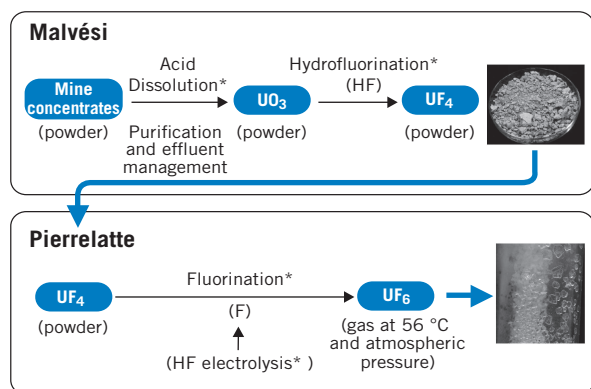 Malvési
Acid
Dissolution*
Hydrofluorination*
(HF)
Mine
concentrates
UO3
UF4
(powder)
(powder)
(powder)
Purification
and effluent
management
Pierrelatte
Fluorination*
UF4
UF6
(powder)
(F)
(gas at 56 °C
and atmospheric
pressure)
(HF electrolysis* )